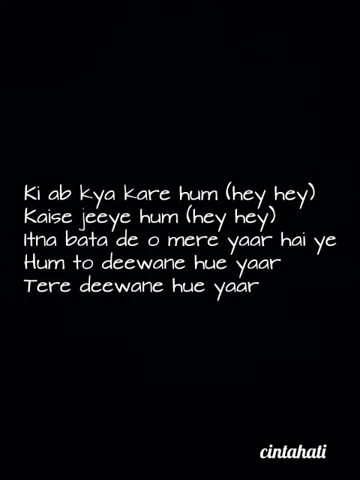 Ki ab kya kare hum (hey hey)
Kaise jeeye hum (hey hey)
Itna bata de o mere yaar hai ye
Hum to deewane hue yaar
Tere deewane hue yaar
cintahati